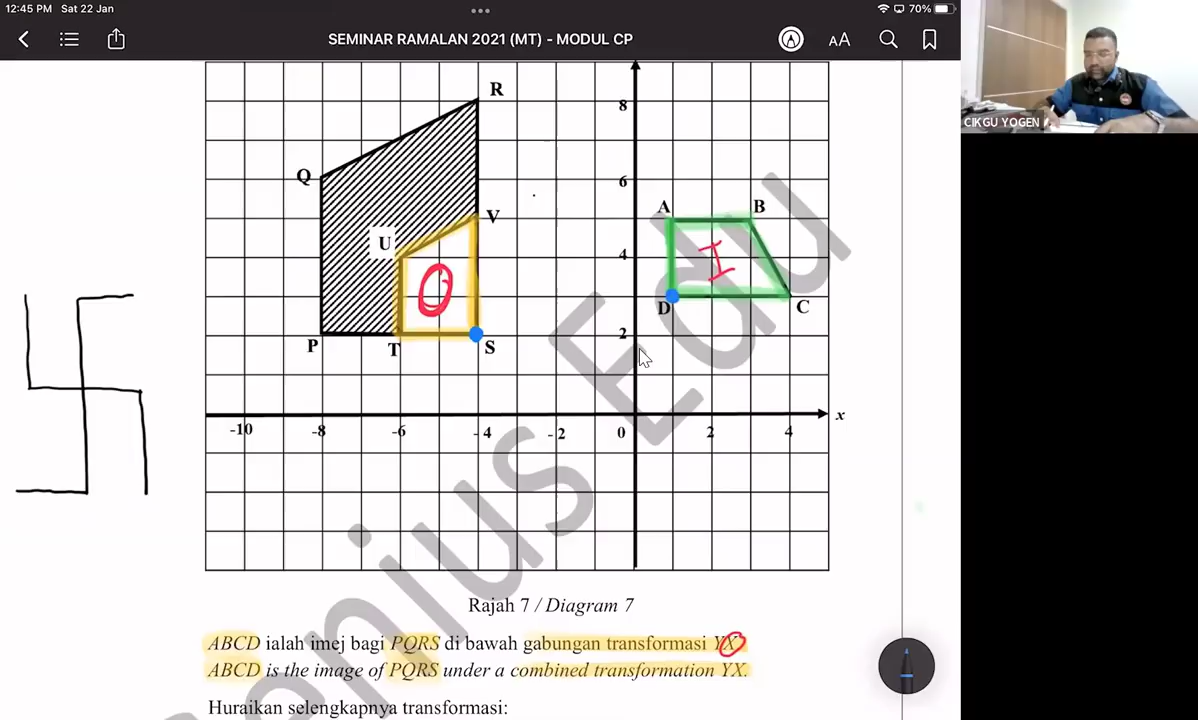 12:45 PM Sat 22 Jan
70%
SEMINAR RAMALAN 2021 (MT) - MODUL CP
AA
CIKGU YOGEN
R
8
Q
6
A B
V
U
4
O
I
D C
2
P T S
x
-10 -8 -6 -4 -2 0 2 4
enius Edu
Rajah 7 / Diagram 7
ABCD ialah imej bagi PQRS di bawah gabungan transformasi YX.
ABCD is the image of PQRS under a combined transformation YX.
Huraikan selengkapnya transformasi: